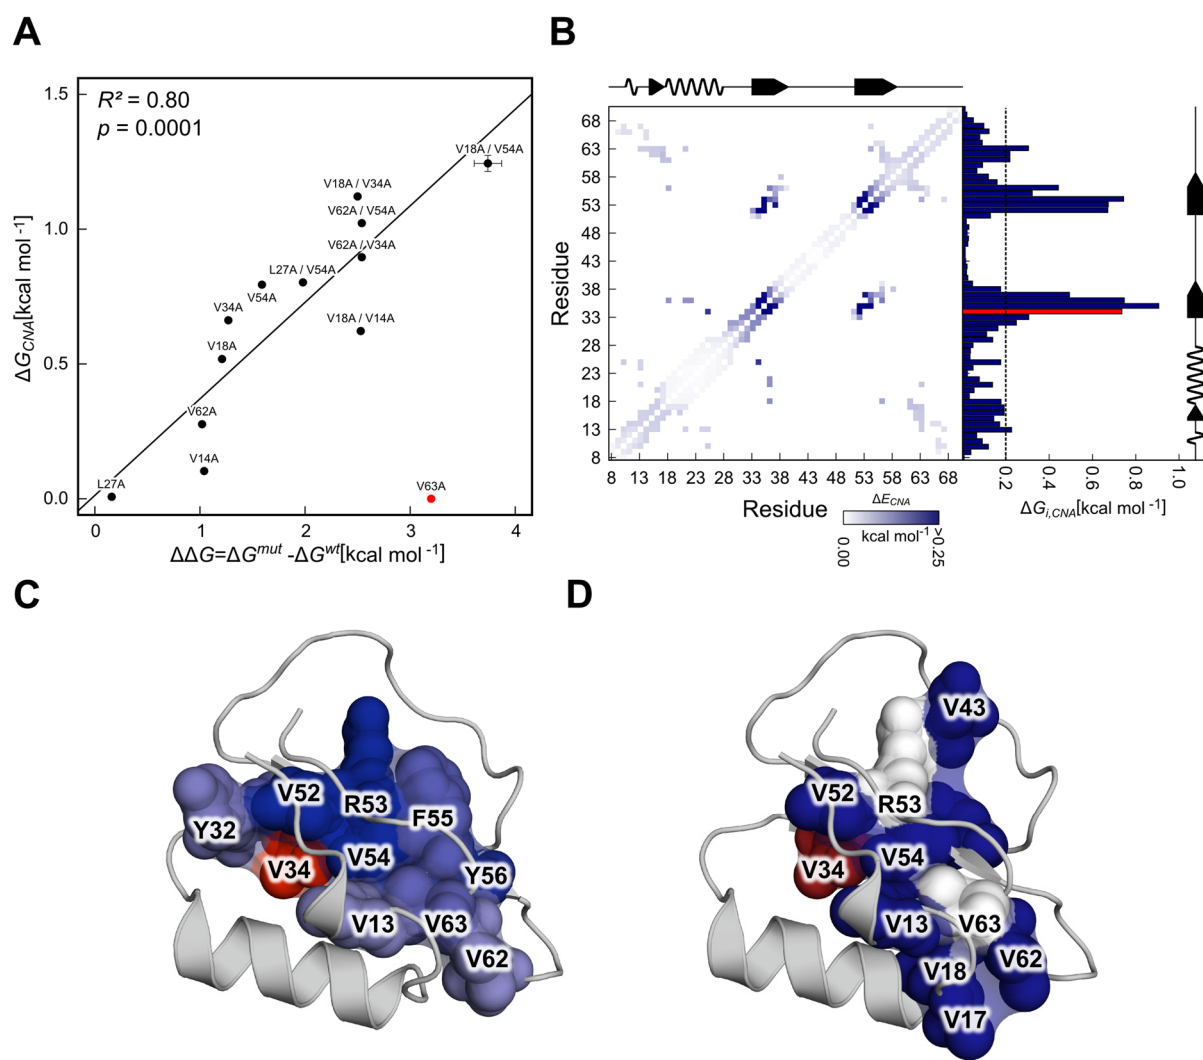 A
R² = 0.80
p = 0.0001
V18A / V54A
V18A / V34A
V62A / V54A
V62A / V34A
L27A / V54A
V54A
V34A
V18A / V14A
V18A
V62A
V14A
L27A
V63A
1.5
1.0
0.5
0.0
0 1 2 3 4
ΔG_CNA[kcal mol⁻¹]
ΔΔG=ΔG^mut -ΔG^wt[kcal mol⁻¹]
B
68
63
58
53
48
43
38
33
28
23
18
13
8
Residue
8 13 18 23 28 33 38 43 48 53 58 63 68
Residue
ΔE_CNA
kcal mol⁻¹
0.00
>0.25
0.0 0.2 0.4 0.6 0.8 1.0
ΔG_i,CNA[kcal mol⁻¹]
C
V52
R53
Y32
F55
V34
V54
Y56
V13
V63
V62
D
V43
V52
R53
V34
V54
V13
V63
V18
V62
V17